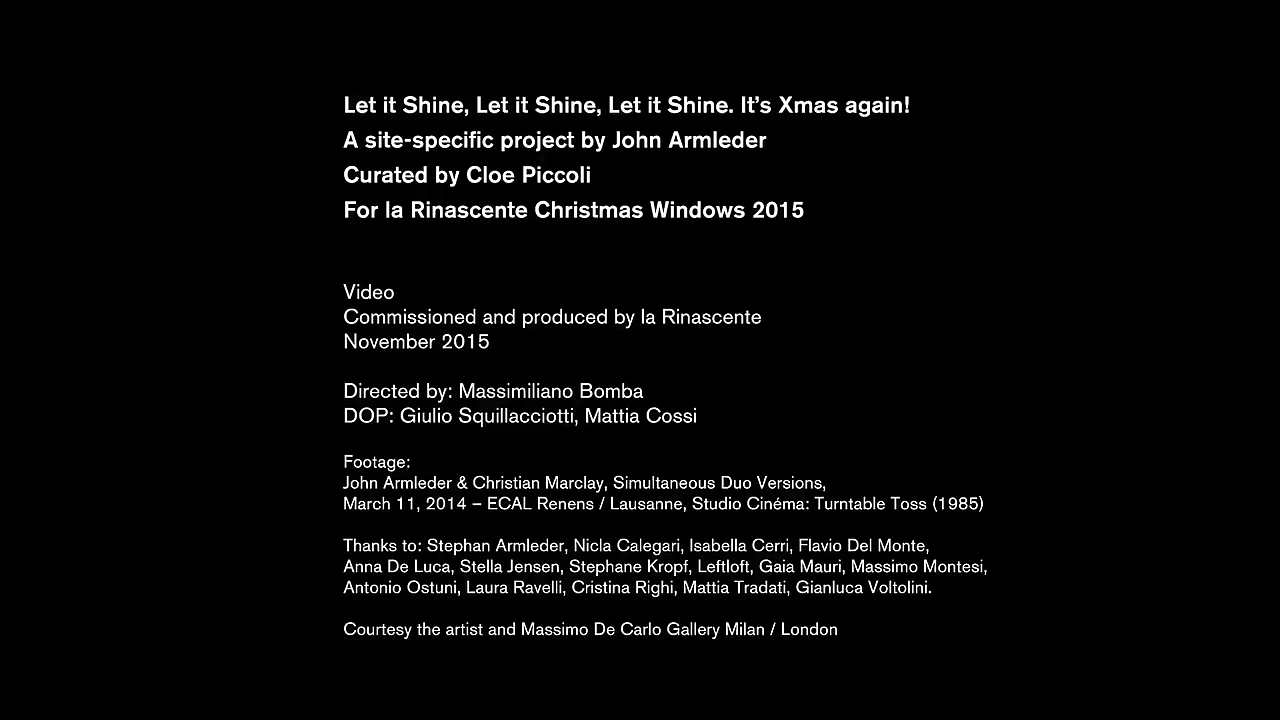 Let it Shine, Let it Shine, Let it Shine. It’s Xmas again!
A site-specific project by John Armleder
Curated by Cloe Piccoli
For la Rinascente Christmas Windows 2015
Video
Commissioned and produced by la Rinascente
November 2015
Directed by: Massimiliano Bomba
DOP: Giulio Squillacciotti, Mattia Cossi
Footage:
John Armleder & Christian Marclay, Simultaneous Duo Versions,
March 11, 2014 – ECAL Renens / Lausanne, Studio Cinéma: Turntable Toss (1985)
Thanks to: Stephan Armleder, Nicla Calegari, Isabella Cerri, Flavio Del Monte,
Anna De Luca, Stella Jensen, Stephane Kropf, Leftloft, Gaia Mauri, Massimo Montesi,
Antonio Ostuni, Laura Ravelli, Cristina Righi, Mattia Tradati, Gianluca Voltolini.
Courtesy the artist and Massimo De Carlo Gallery Milan / London